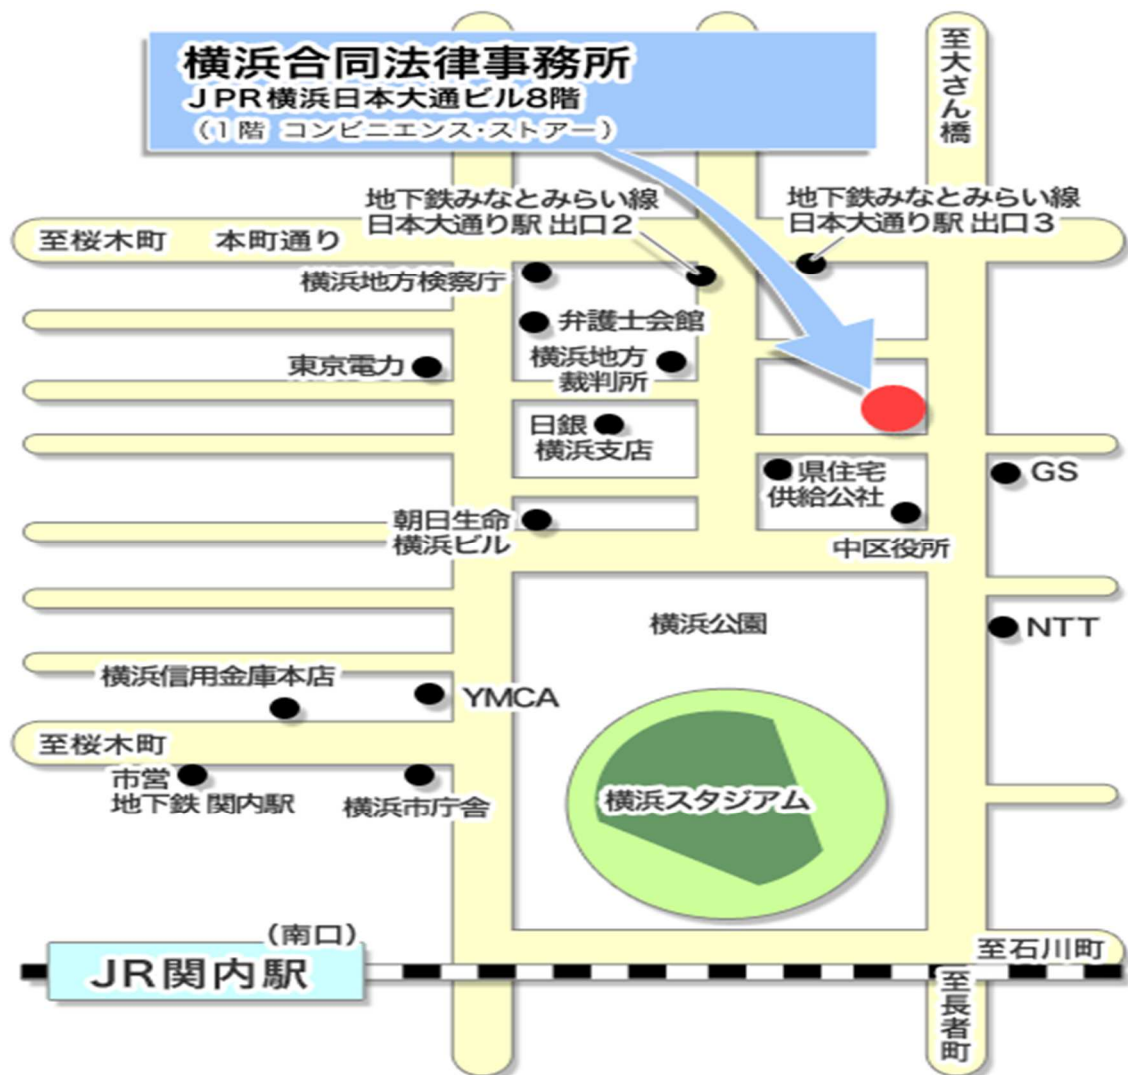 横浜合同法律事務所
JPR横浜日本大通ビル8階
(1階 コンビニエンス・ストアー)
至大さん橋
地下鉄みなとみらい線
日本大通り駅 出口2
地下鉄みなとみらい線
日本大通り駅 出口3
至桜木町 本町通り
横浜地方検察庁
弁護士会館
東京電力
横浜地方
裁判所
日銀
横浜支店
県住宅
供給公社
GS
朝日生命
横浜ビル
中区役所
横浜公園
NTT
横浜信用金庫本店
YMCA
至桜木町
市営
地下鉄 関内駅
横浜市庁舎
横浜スタジアム
(南口)
JR関内駅
至石川町
至長者町